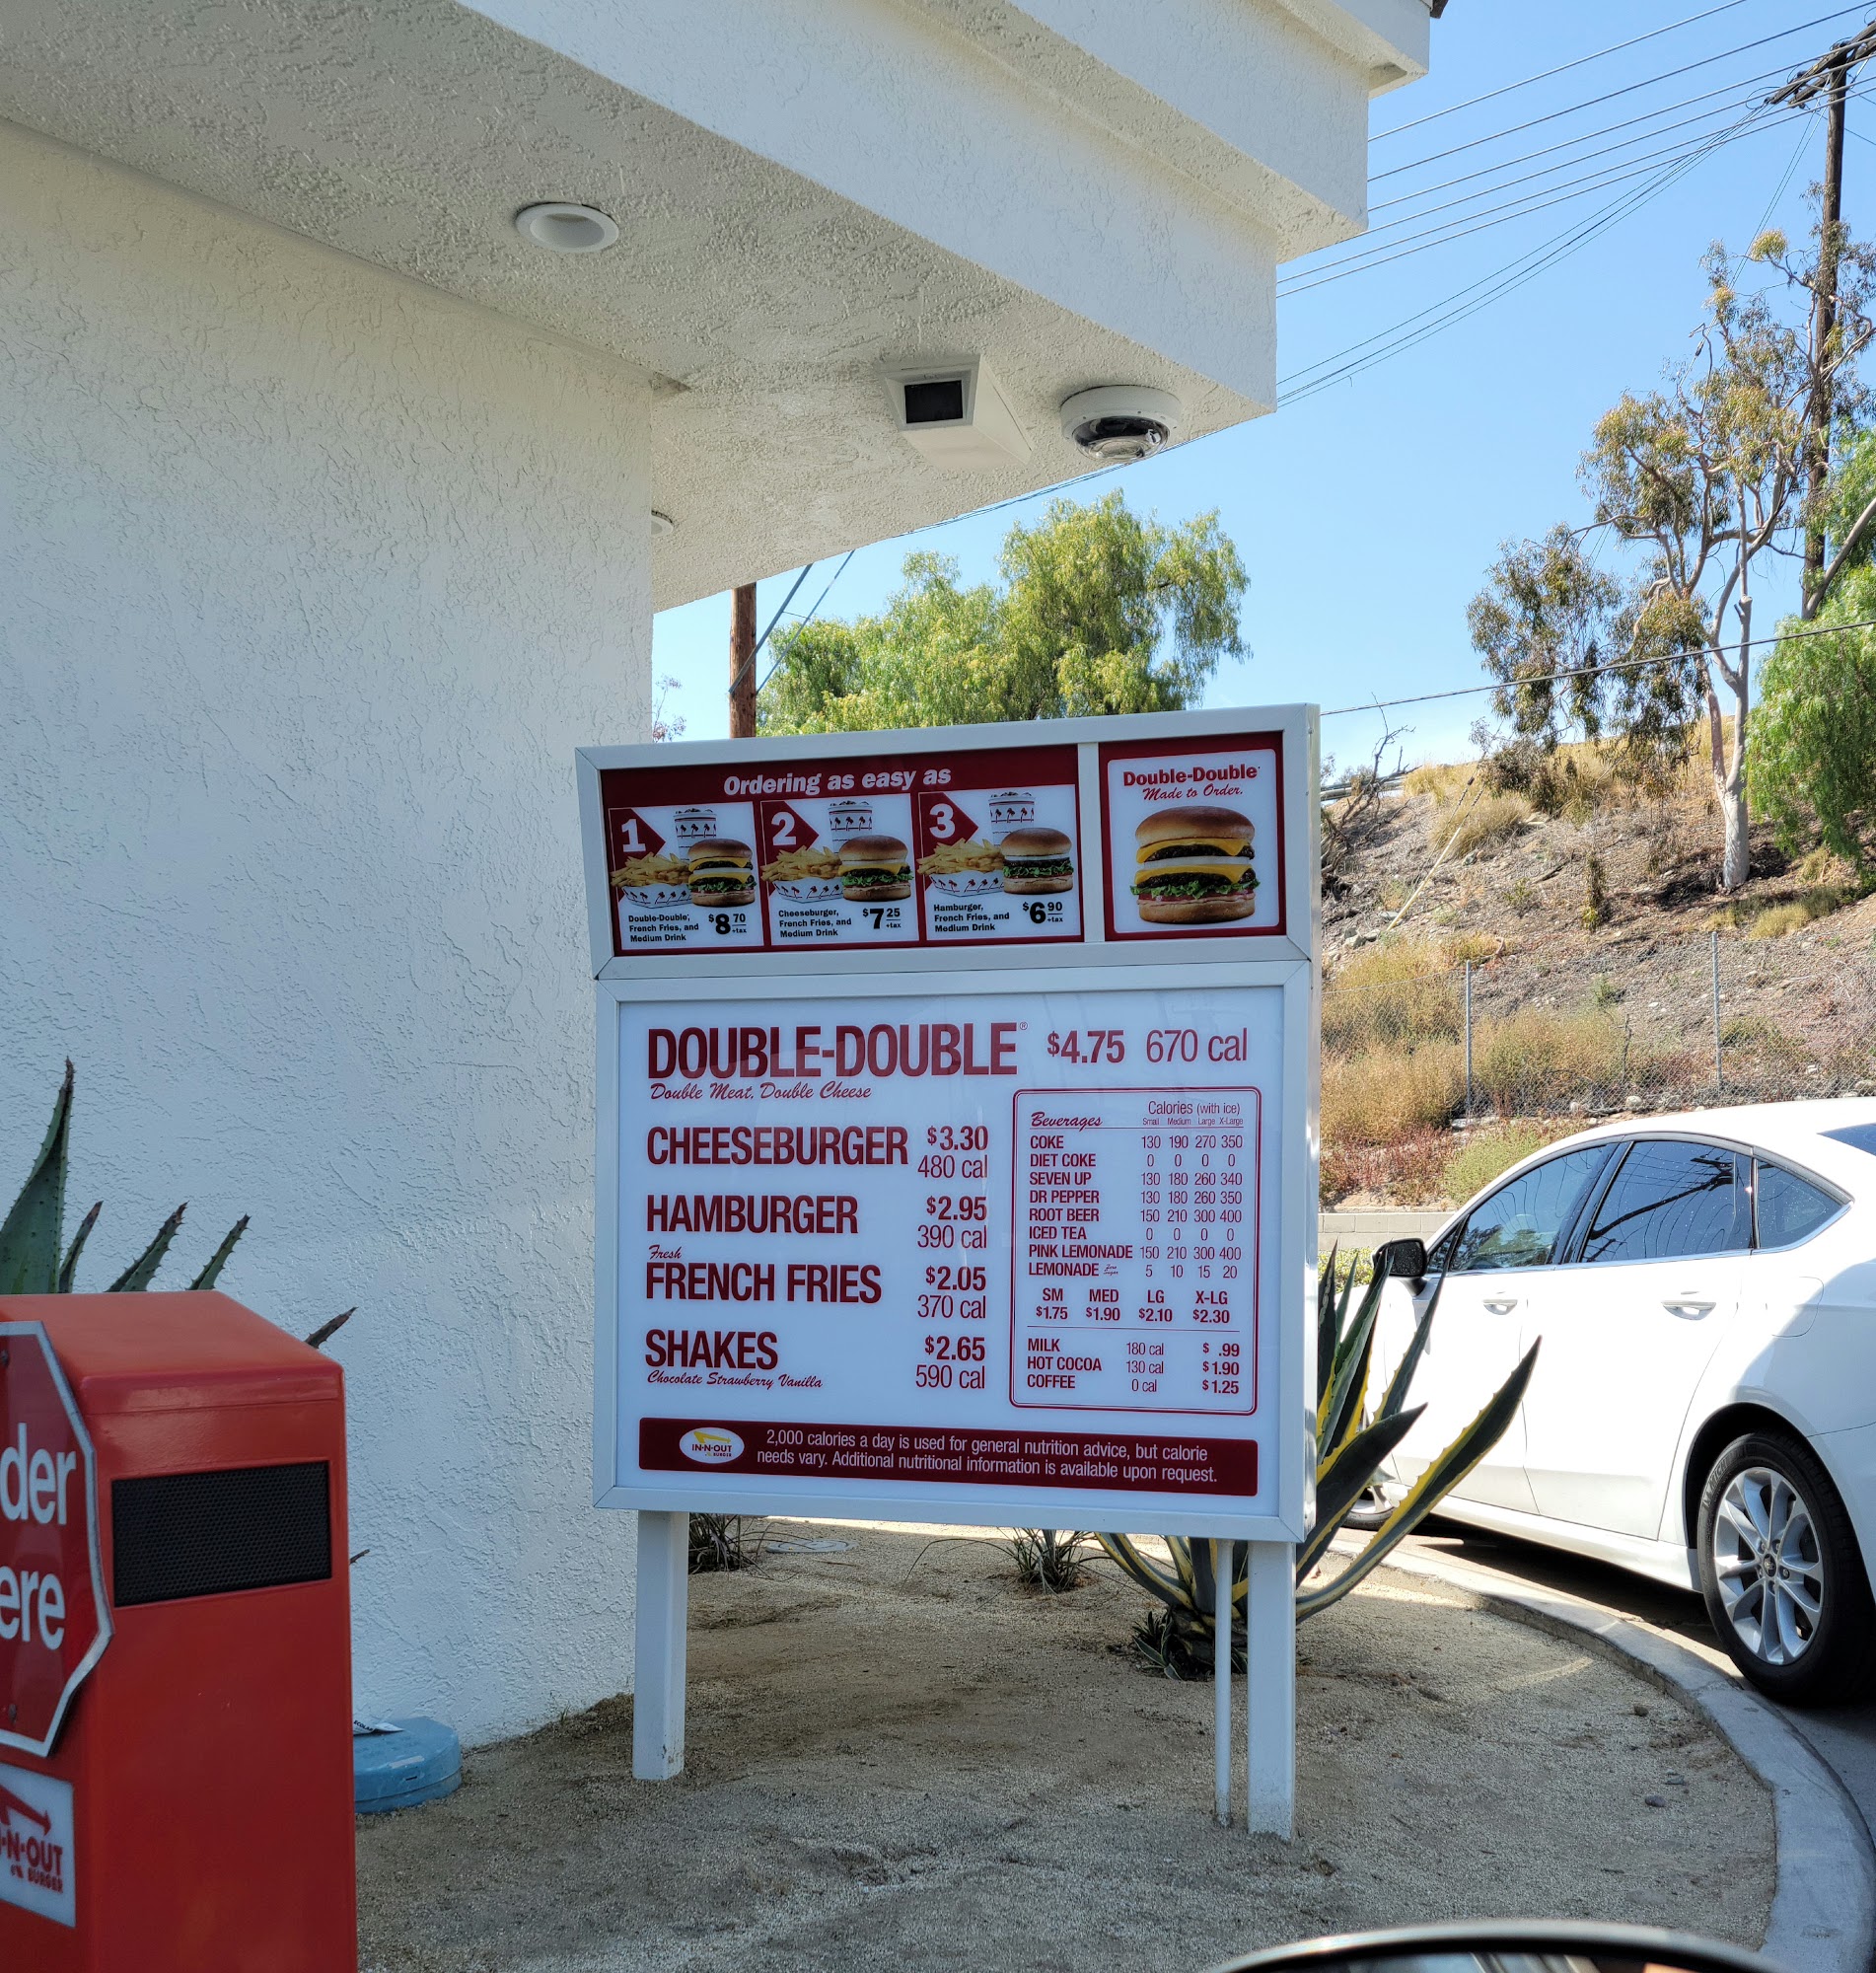 Ordering as easy as
1
Double-Double,
French Fries, and
Medium Drink
$8 70
+tax
2
Cheeseburger,
French Fries, and
Medium Drink
$7 25
+tax
3
Hamburger,
French Fries, and
Medium Drink
$6 90
+tax
Double-Double
Made to Order.
DOUBLE-DOUBLE® $4.75 670 cal
Double Meat. Double Cheese
CHEESEBURGER $3.30
480 cal
HAMBURGER $2.95
390 cal
Fresh
FRENCH FRIES $2.05
370 cal
SHAKES $2.65
Chocolate Strawberry Vanilla 590 cal
Beverages Calories (with ice)
Small Medium Large X-Large
COKE 130 190 270 350
DIET COKE 0 0 0 0
SEVEN UP 130 180 260 340
DR PEPPER 130 180 260 350
ROOT BEER 150 210 300 400
ICED TEA 0 0 0 0
PINK LEMONADE 150 210 300 400
LEMONADE 5 10 15 20
SM MED LG X-LG
$1.75 $1.90 $2.10 $2.30
MILK 180 cal $ .99
HOT COCOA 130 cal $1.90
COFFEE 0 cal $1.25
IN-N-OUT
BURGER
2,000 calories a day is used for general nutrition advice, but calorie
needs vary. Additional nutritional information is available upon request.
der
ere
-N-OUT
BURGER